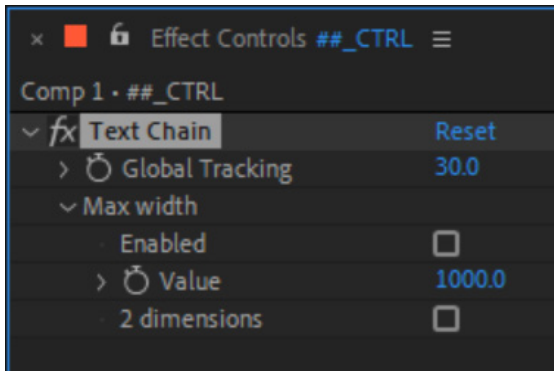 Effect Controls ##_CTRL
Comp 1 • ##_CTRL
fx Text Chain Reset
Global Tracking 30.0
Max width
Enabled
Value 1000.0
2 dimensions